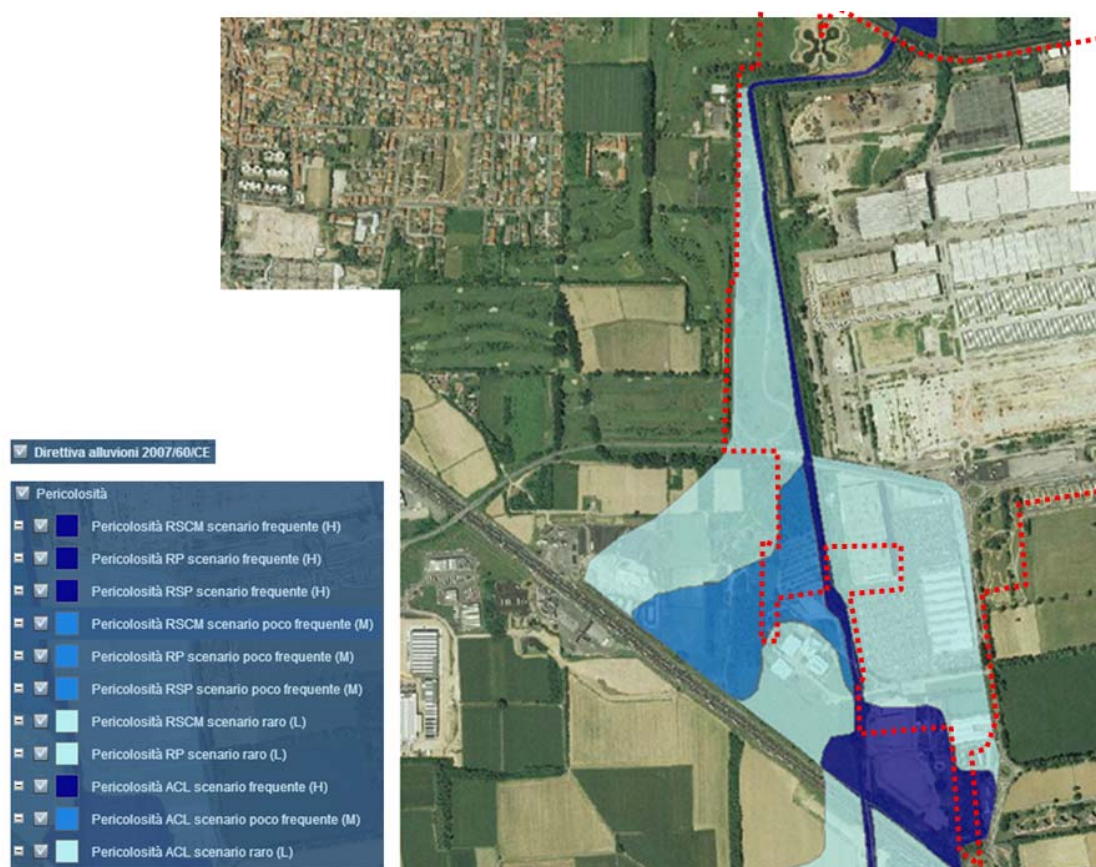 Direttiva alluvioni 2007/60/CE
Pericolosità
Pericolosità RSCM scenario frequente (H)
Pericolosità RP scenario frequente (H)
Pericolosità RSP scenario frequente (H)
Pericolosità RSCM scenario poco frequente (M)
Pericolosità RP scenario poco frequente (M)
Pericolosità RSP scenario poco frequente (M)
Pericolosità RSCM scenario raro (L)
Pericolosità RP scenario raro (L)
Pericolosità ACL scenario frequente (H)
Pericolosità ACL scenario poco frequente (M)
Pericolosità ACL scenario raro (L)